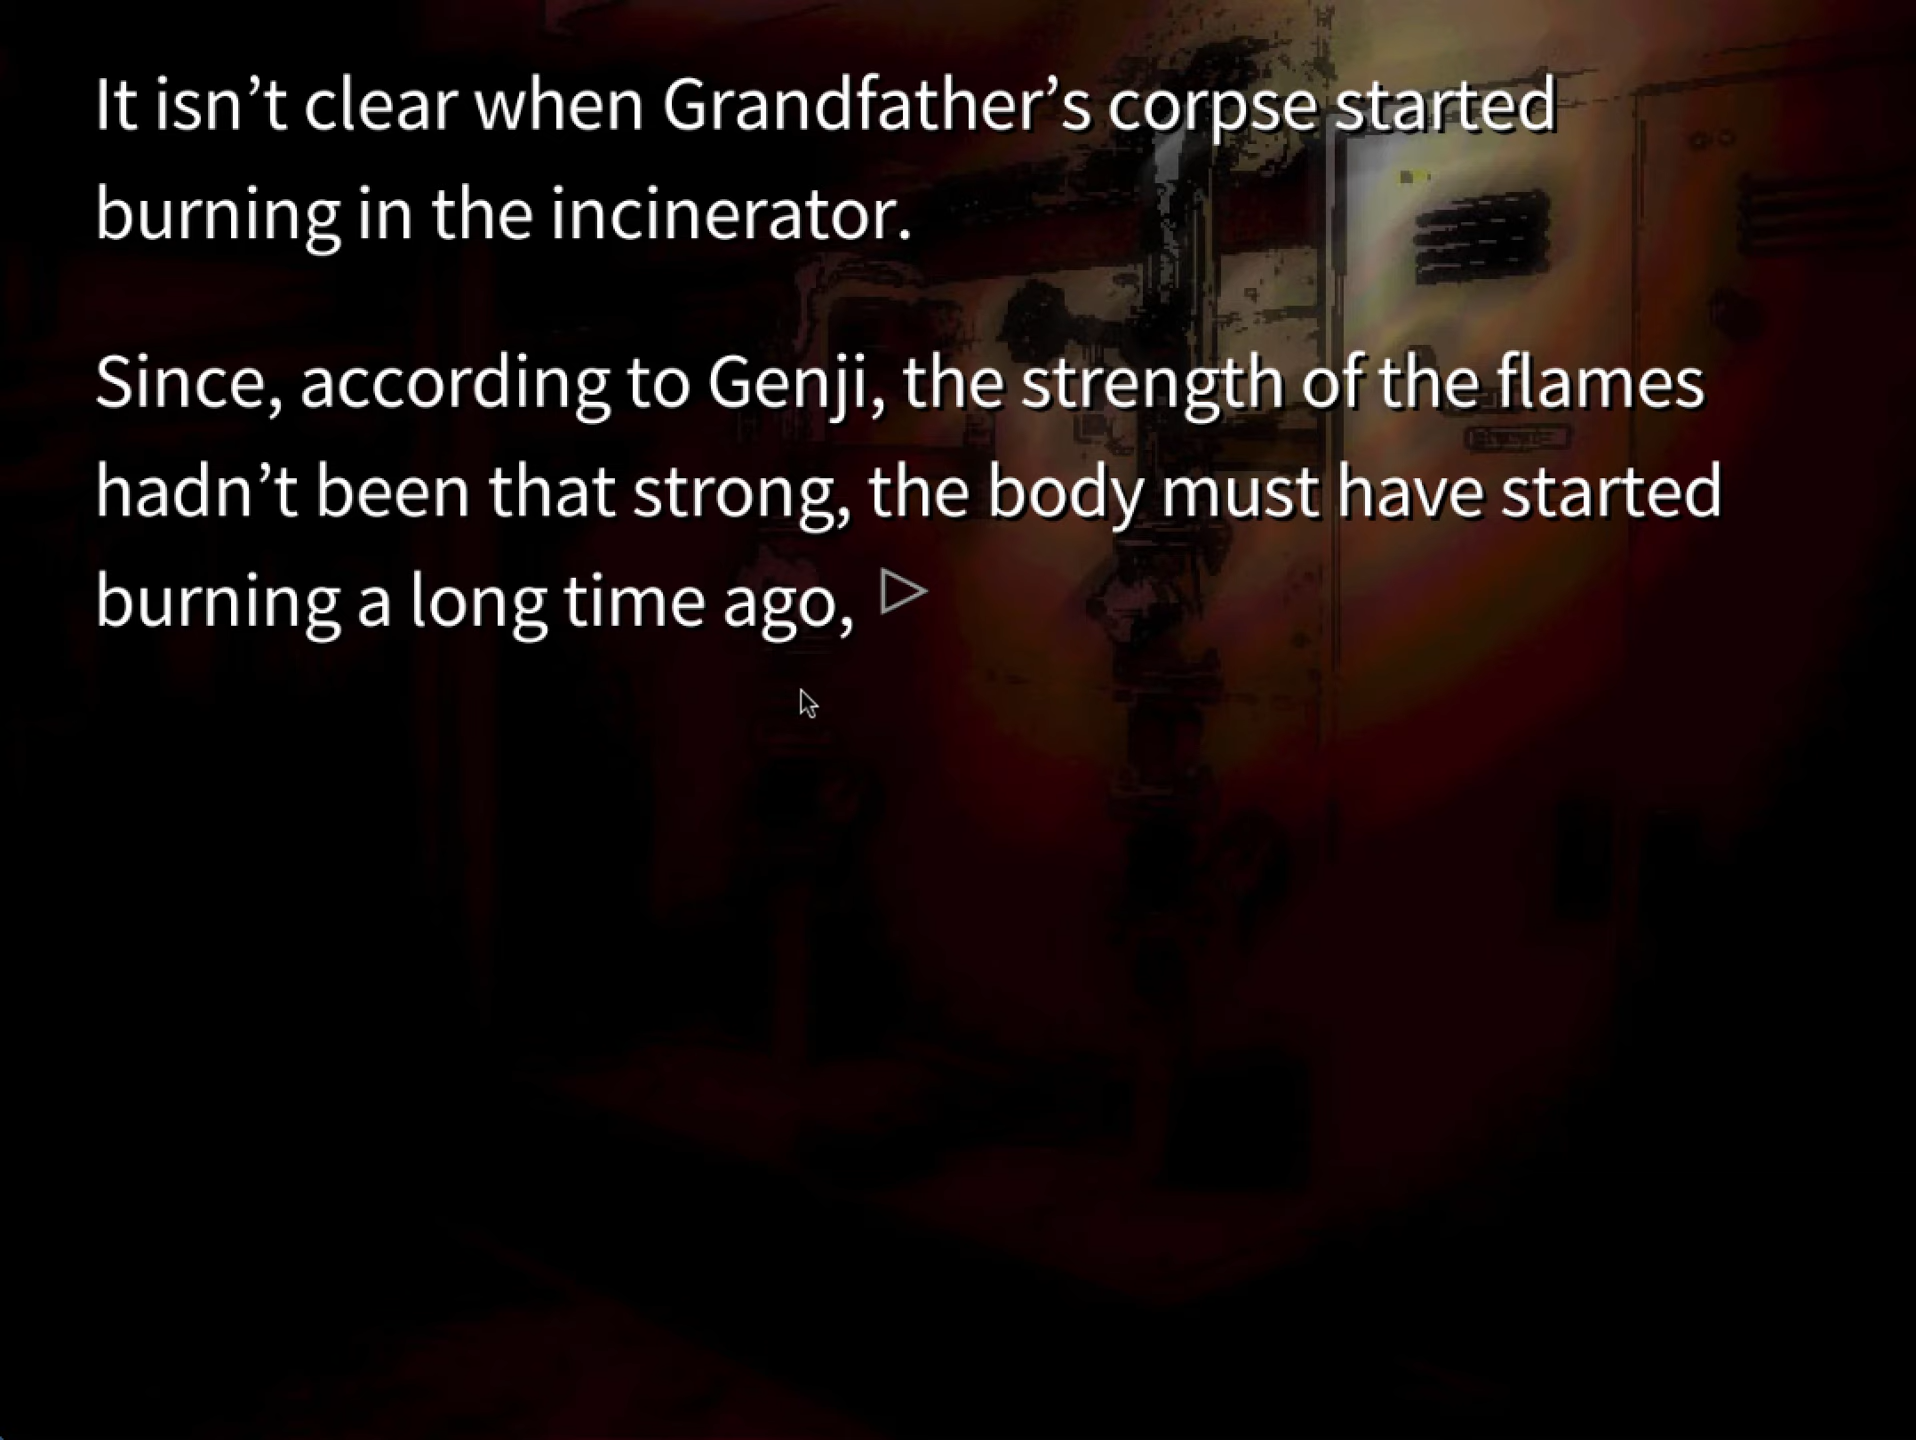 It isn’t clear when Grandfather’s corpse started
burning in the incinerator.
Since, according to Genji, the strength of the flames
hadn’t been that strong, the body must have started
burning a long time ago,